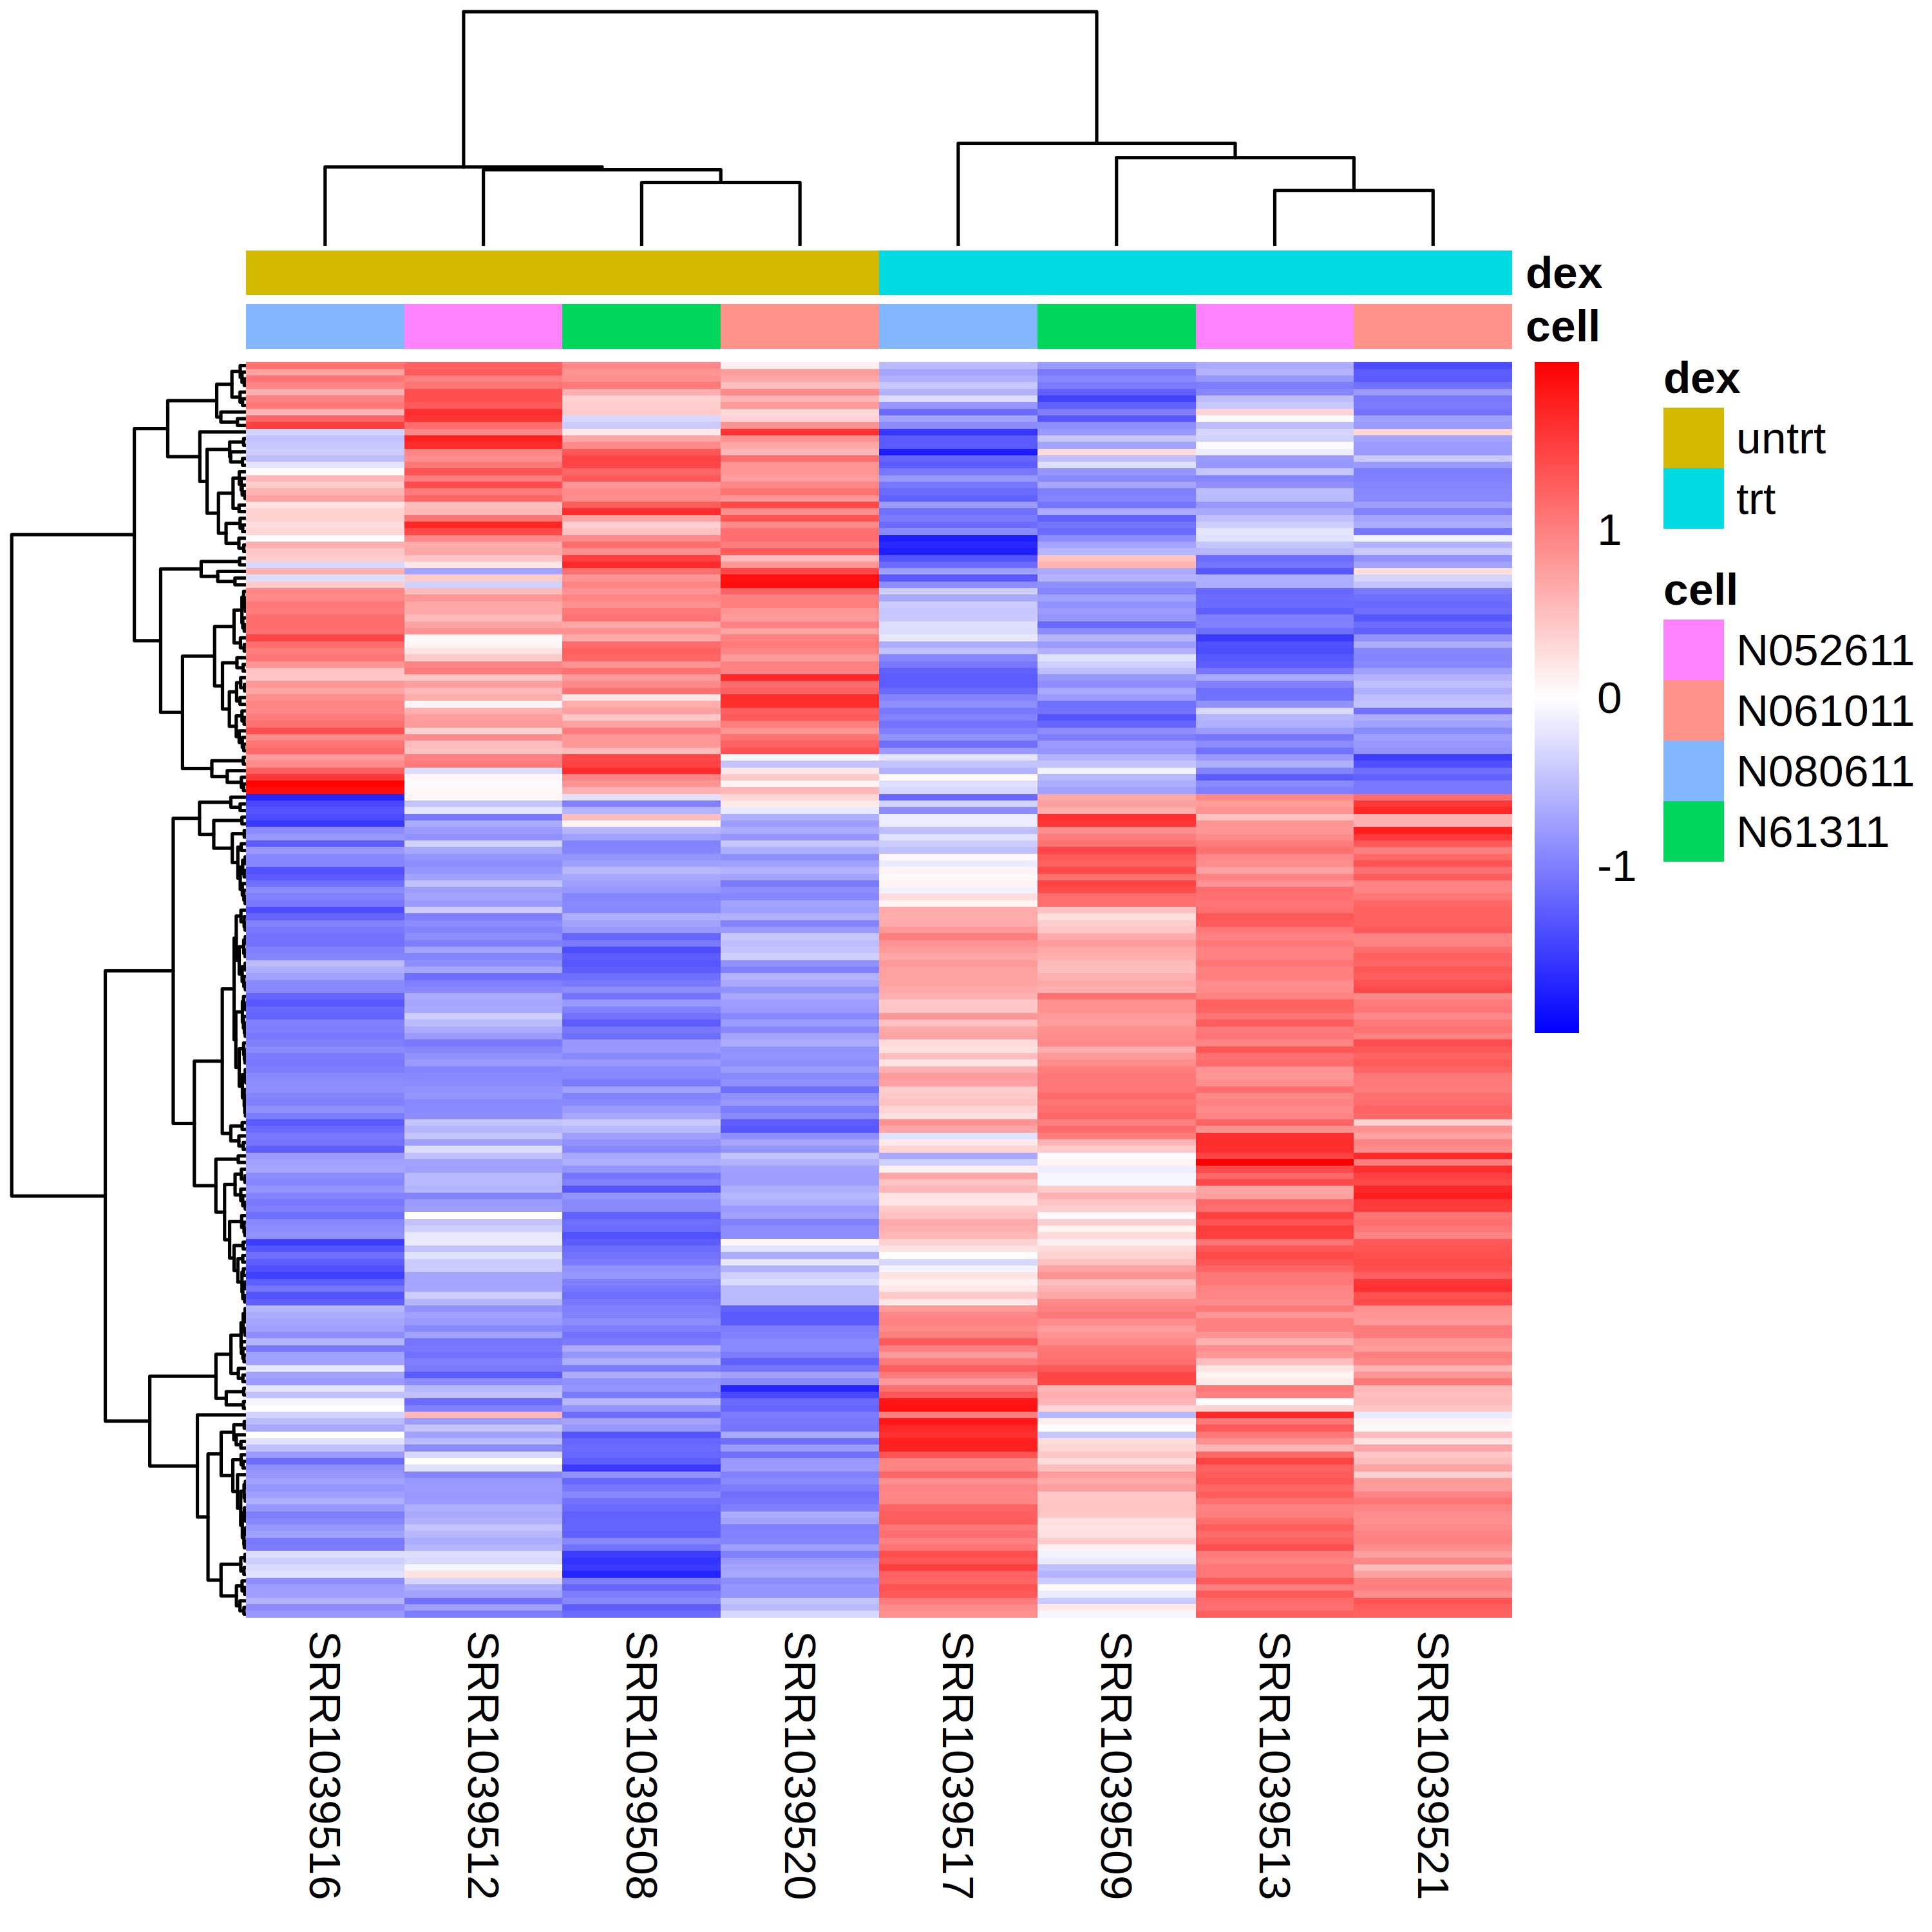 dex
cell
dex
untrt
trt
1
0
-1
cell
N052611
N061011
N080611
N61311
SRR1039516
SRR1039512
SRR1039508
SRR1039520
SRR1039517
SRR1039509
SRR1039513
SRR1039521